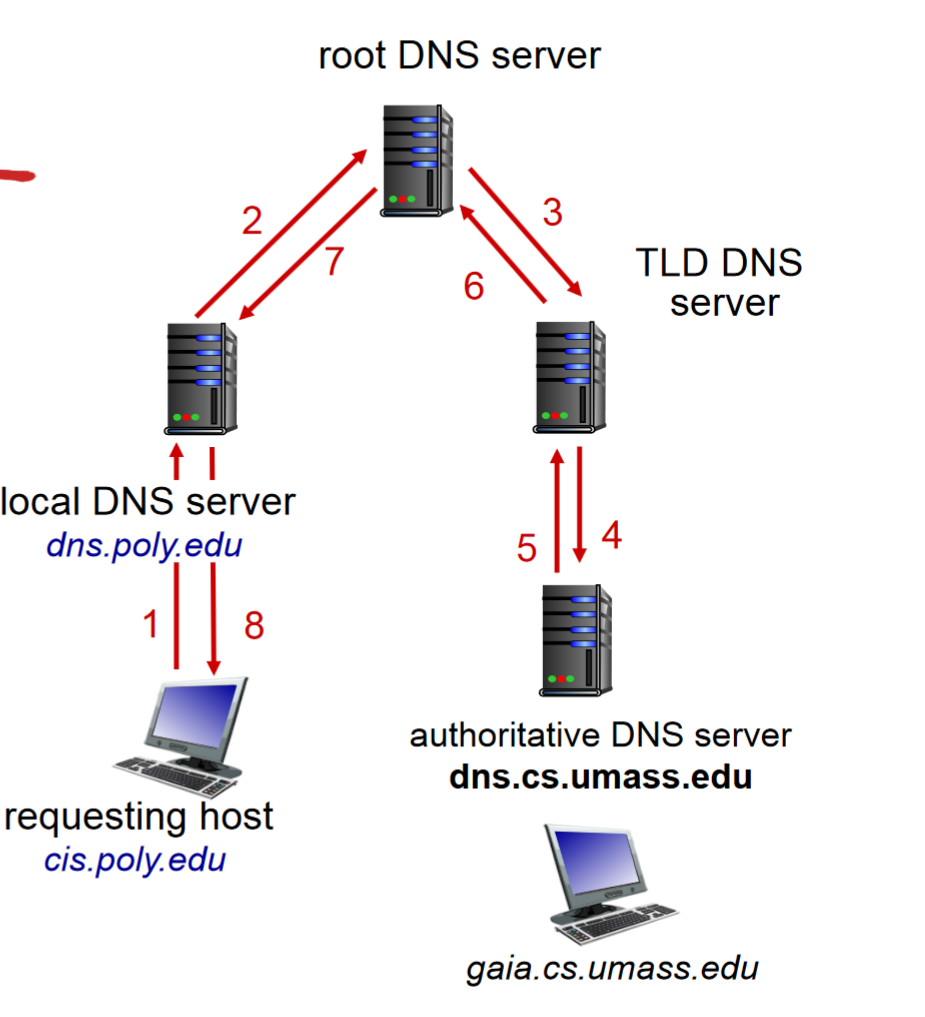 root DNS server
2
7
3
6
TLD DNS
server
local DNS server
dns.poly.edu
1
8
5
4
requesting host
cis.poly.edu
authoritative DNS server
dns.cs.umass.edu
gaia.cs.umass.edu